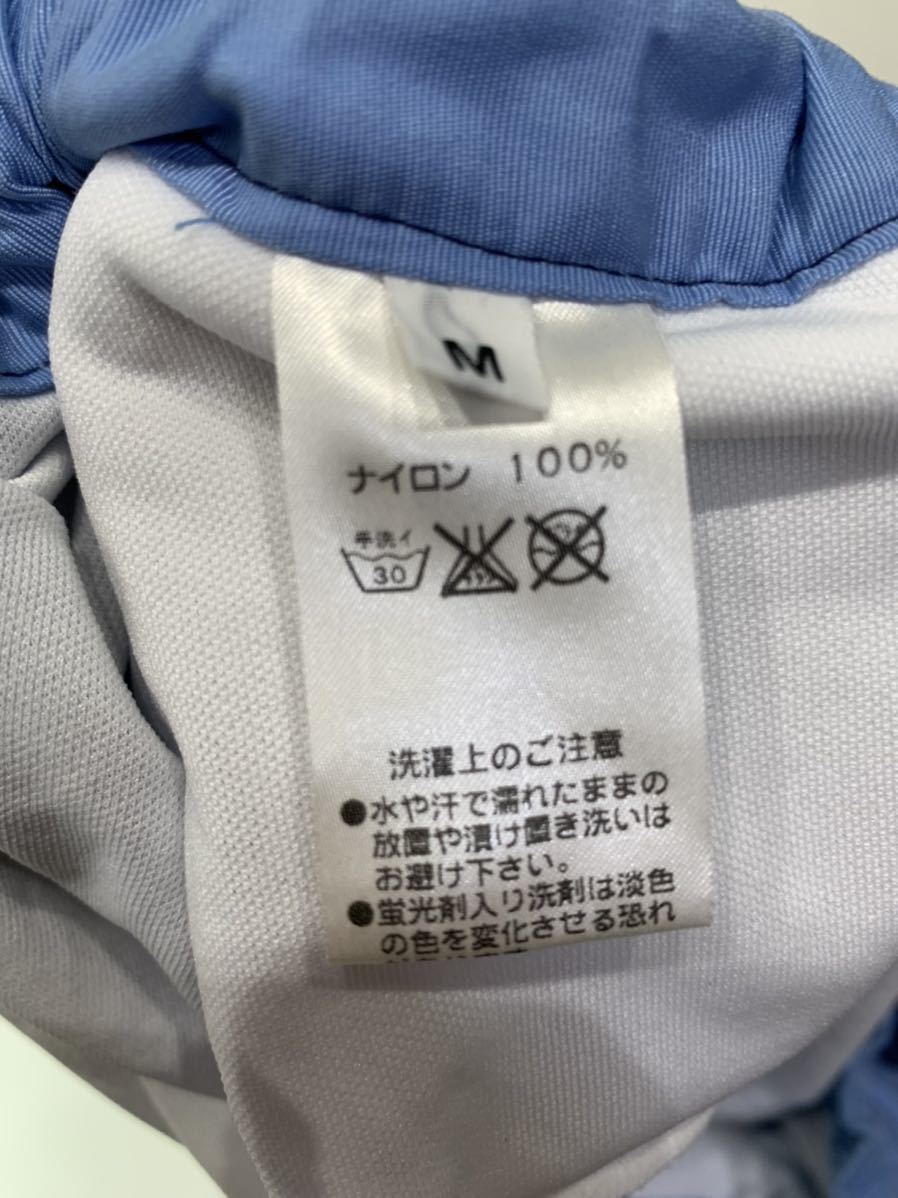 M
ナイロン 100%
手洗イ
30
洗濯上のご注意
●水や汗で濡れたままの
放置や漬け置き洗いは
お避け下さい。
●蛍光剤入り洗剤は淡色
の色を変化させる恐れ